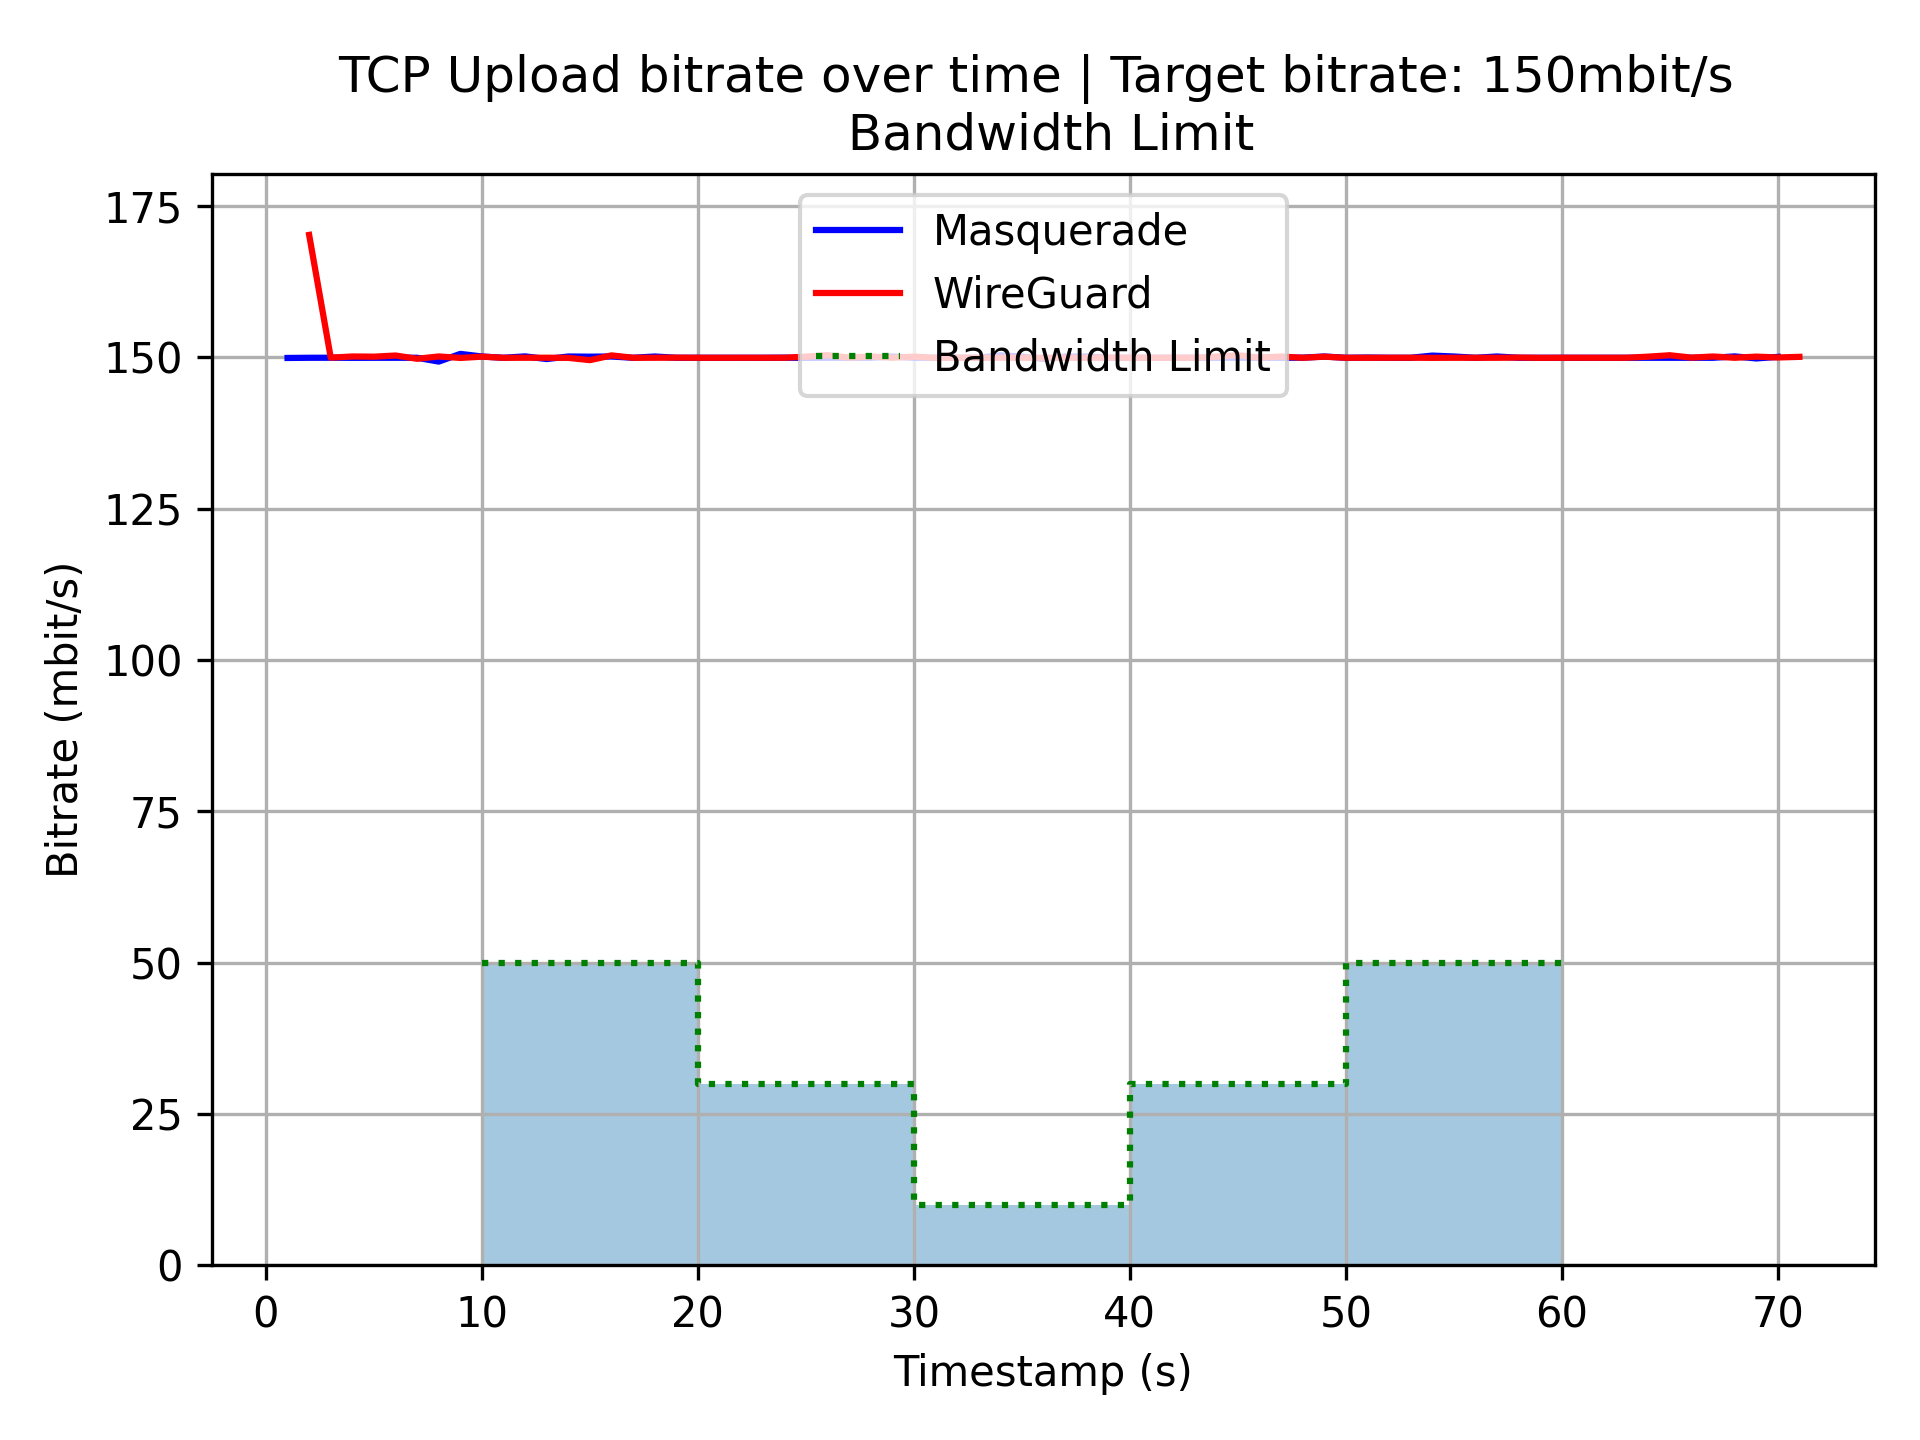 TCP Upload bitrate over time | Target bitrate: 150mbit/s
Bandwidth Limit
175
150
125
100
75
50
25
0
Bitrate (mbit/s)
Masquerade
WireGuard
Bandwidth Limit
0 10 20 30 40 50 60 70
Timestamp (s)